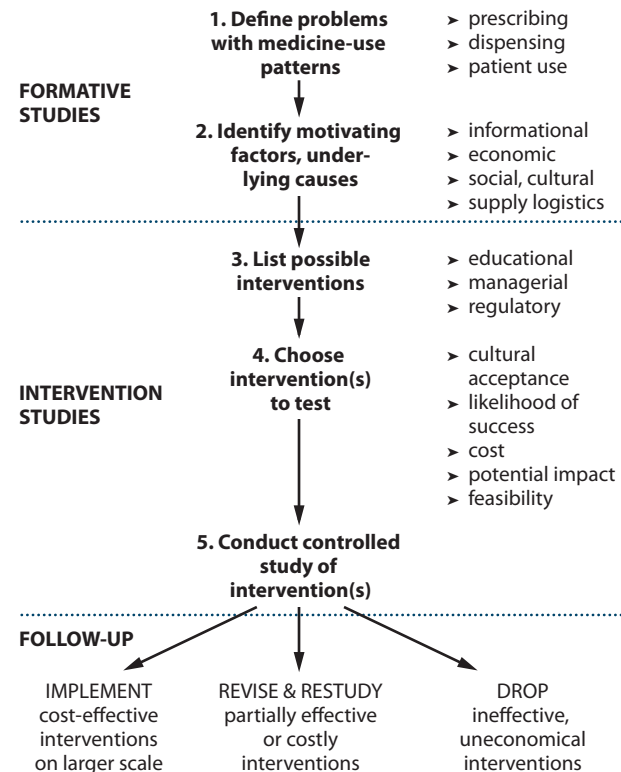 1. Define problems
with medicine-use
patterns
➤ prescribing
➤ dispensing
➤ patient use
FORMATIVE
STUDIES
2. Identify motivating
factors, under-
lying causes
➤ informational
➤ economic
➤ social, cultural
➤ supply logistics
3. List possible
interventions
➤ educational
➤ managerial
➤ regulatory
INTERVENTION
STUDIES
4. Choose
intervention(s)
to test
➤ cultural
acceptance
➤ likelihood of
success
➤ cost
➤ potential impact
➤ feasibility
5. Conduct controlled
study of
intervention(s)
FOLLOW-UP
IMPLEMENT
cost-effective
interventions
on larger scale
REVISE & RESTUDY
partially effective
or costly
interventions
DROP
ineffective,
uneconomical
interventions